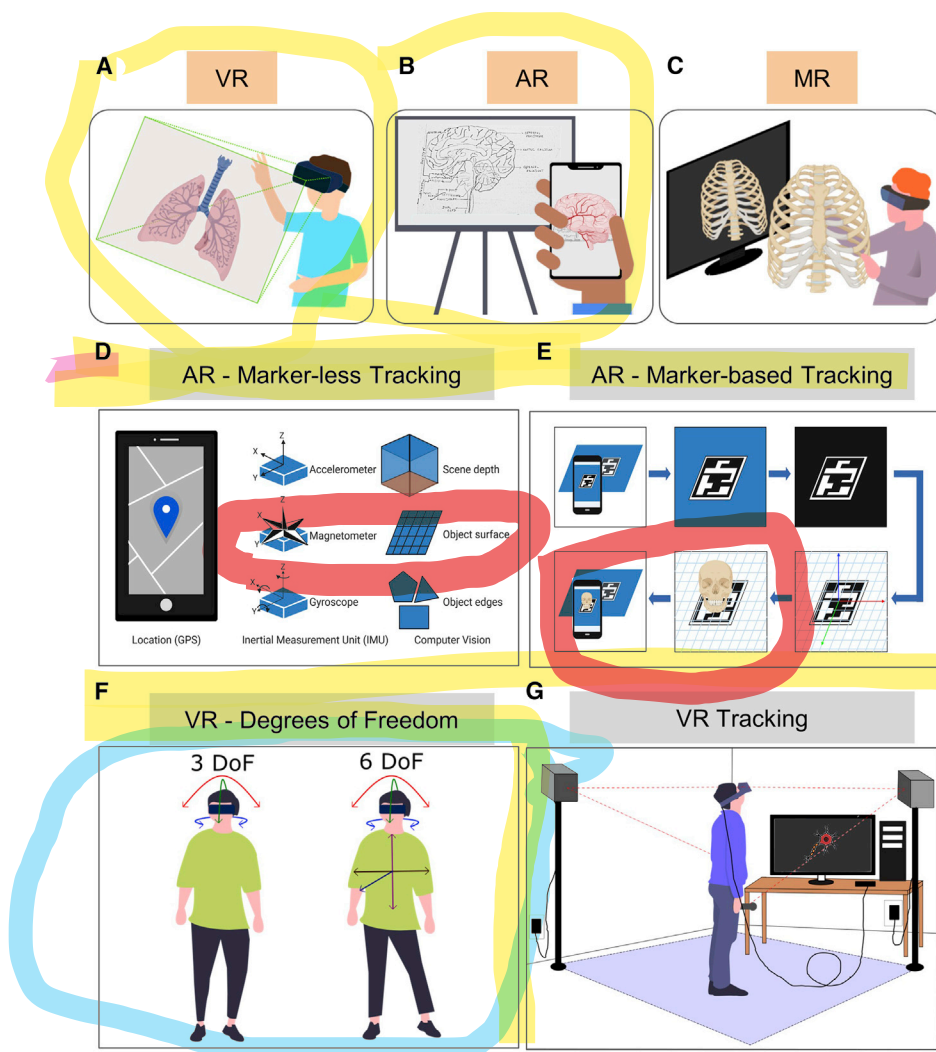 A
VR
B
AR
C
MR
D
AR - Marker-less Tracking
E
AR - Marker-based Tracking
Z
X
Y
Accelerometer
Scene depth
Z
X
Y
Magnetometer
Object surface
Z
X
Y
Gyroscope
Object edges
Location (GPS)
Inertial Measurement Unit (IMU)
Computer Vision
F
VR - Degrees of Freedom
G
VR Tracking
3 DoF
6 DoF